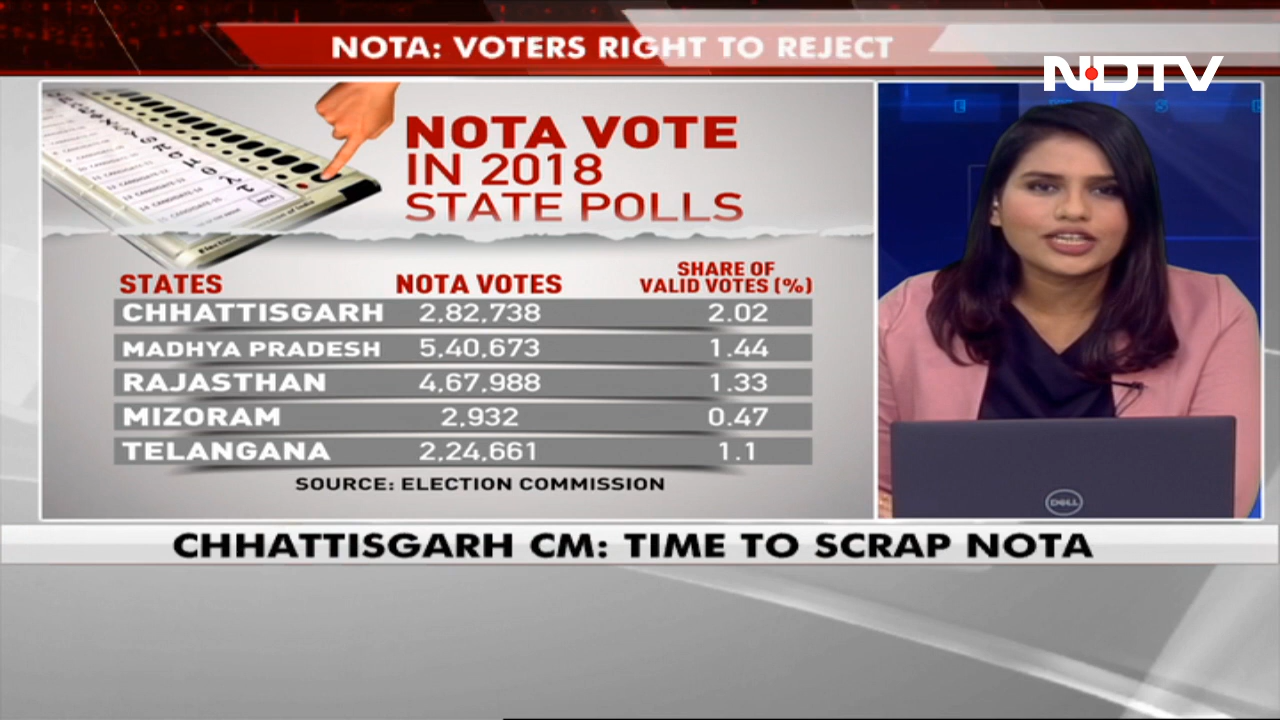 NOTA: VOTERS RIGHT TO REJECT
NDTV
NOTA VOTE
IN 2018
STATE POLLS
STATES NOTA VOTES SHARE OF VALID VOTES (%)
CHHATTISGARH 2,82,738 2.02
MADHYA PRADESH 5,40,673 1.44
RAJASTHAN 4,67,988 1.33
MIZORAM 2,932 0.47
TELANGANA 2,24,661 1.1
SOURCE: ELECTION COMMISSION
DELL
CHHATTISGARH CM: TIME TO SCRAP NOTA